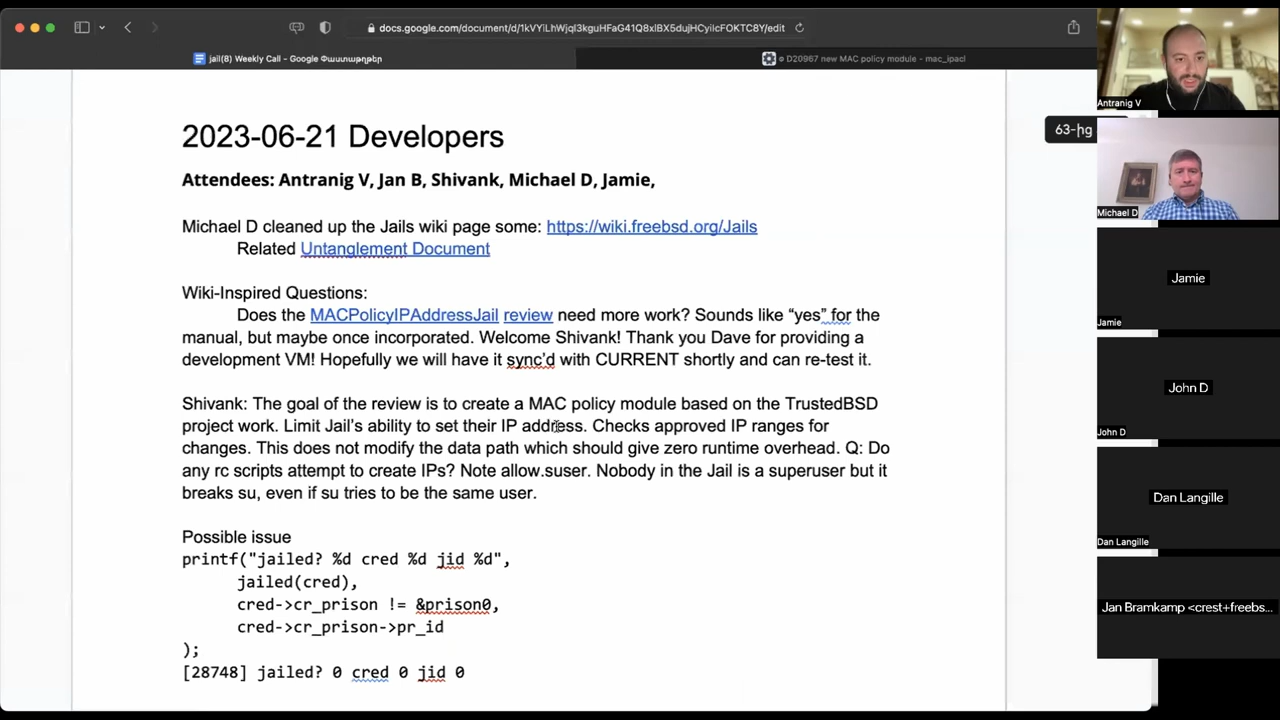 docs.google.com/document/d/1kVYiLhWjql3kguHFaG41Q8xlBX5dujHCyiIcFOKTC8Y/edit
jail(8) Weekly Call - Google Փաստաթղթեր
D20967 new MAC policy module - mac_ipacl
2023-06-21 Developers
Attendees: Antranig V, Jan B, Shivank, Michael D, Jamie,
Michael D cleaned up the Jails wiki page some: https://wiki.freebsd.org/Jails
Related Untanglement Document
Wiki-Inspired Questions:
Does the MACPolicyIPAddressJail review need more work? Sounds like “yes” for the
manual, but maybe once incorporated. Welcome Shivank! Thank you Dave for providing a
development VM! Hopefully we will have it sync’d with CURRENT shortly and can re-test it.
Shivank: The goal of the review is to create a MAC policy module based on the TrustedBSD
project work. Limit Jail’s ability to set their IP address. Checks approved IP ranges for
changes. This does not modify the data path which should give zero runtime overhead. Q: Do
any rc scripts attempt to create IPs? Note allow.suser. Nobody in the Jail is a superuser but it
breaks su, even if su tries to be the same user.
Possible issue
printf("jailed? %d cred %d jid %d",
jailed(cred),
cred->cr_prison != &prison0,
cred->cr_prison->pr_id
);
[28748] jailed? 0 cred 0 jid 0
63-ից
Antranig V
Michael D
Jamie
Jamie
John D
John D
Dan Langille
Dan Langille
Jan Bramkamp <crest+freebs...